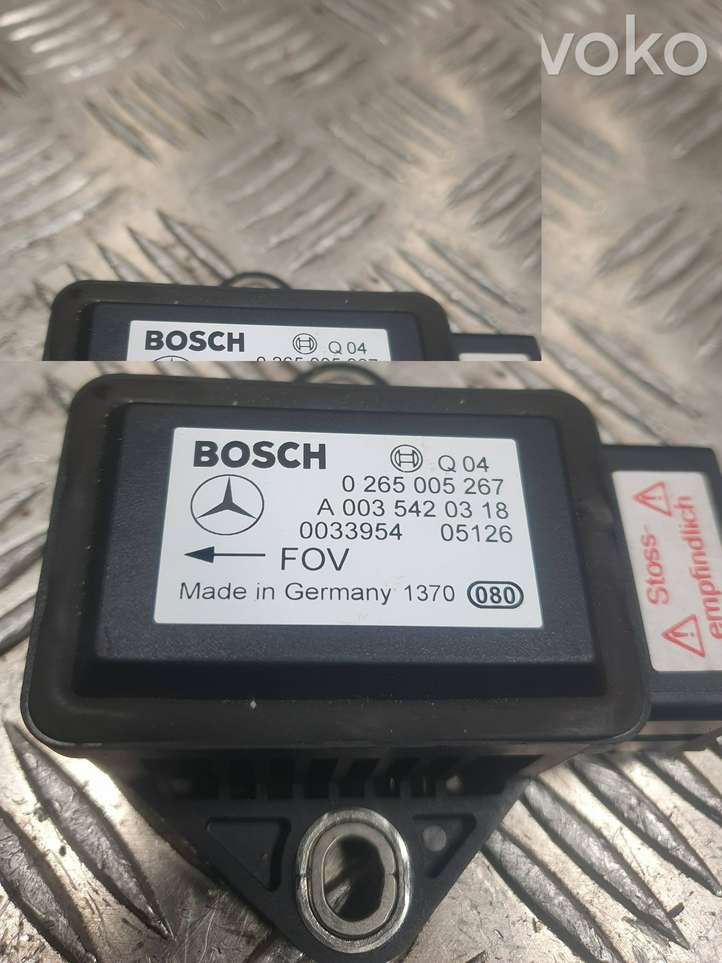 voko
BOSCH Q 04
BOSCH Q 04
0 265 005 267
A 003 542 03 18
0033954 05126
FOV
Made in Germany 1370 080
Stoss-
empfindlich